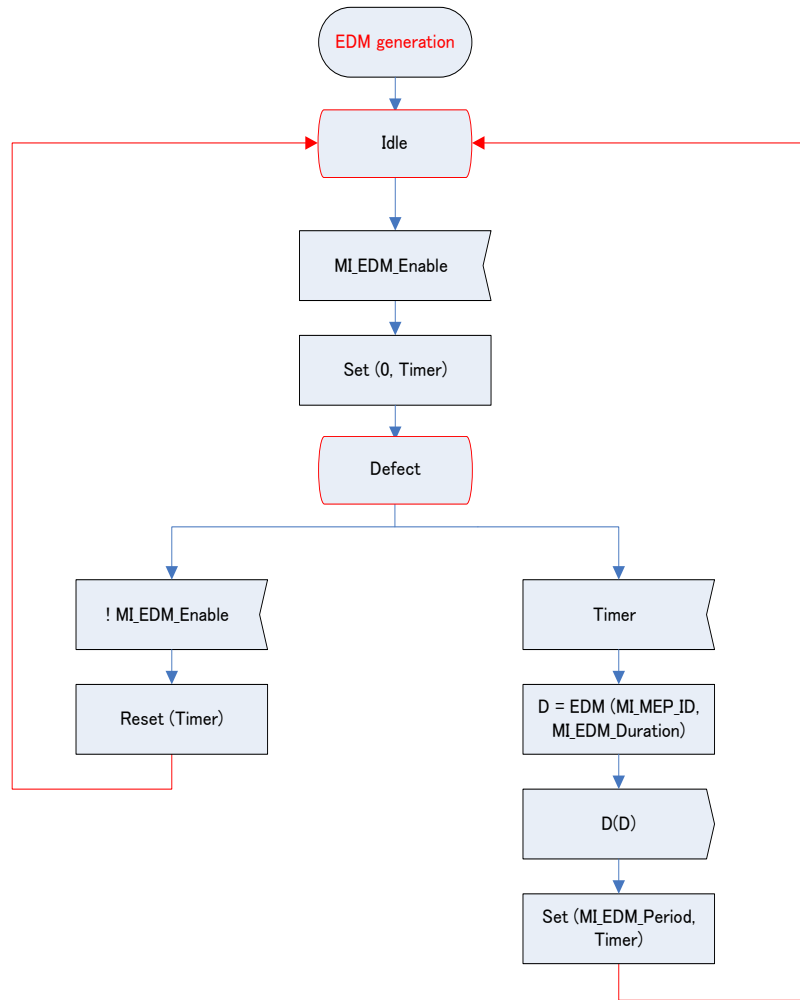 EDM generation
Idle
MI_EDM_Enable
Set (0, Timer)
Defect
! MI_EDM_Enable
Reset (Timer)
Timer
D = EDM (MI_MEP_ID,
MI_EDM_Duration)
D(D)
Set (MI_EDM_Period,
Timer)